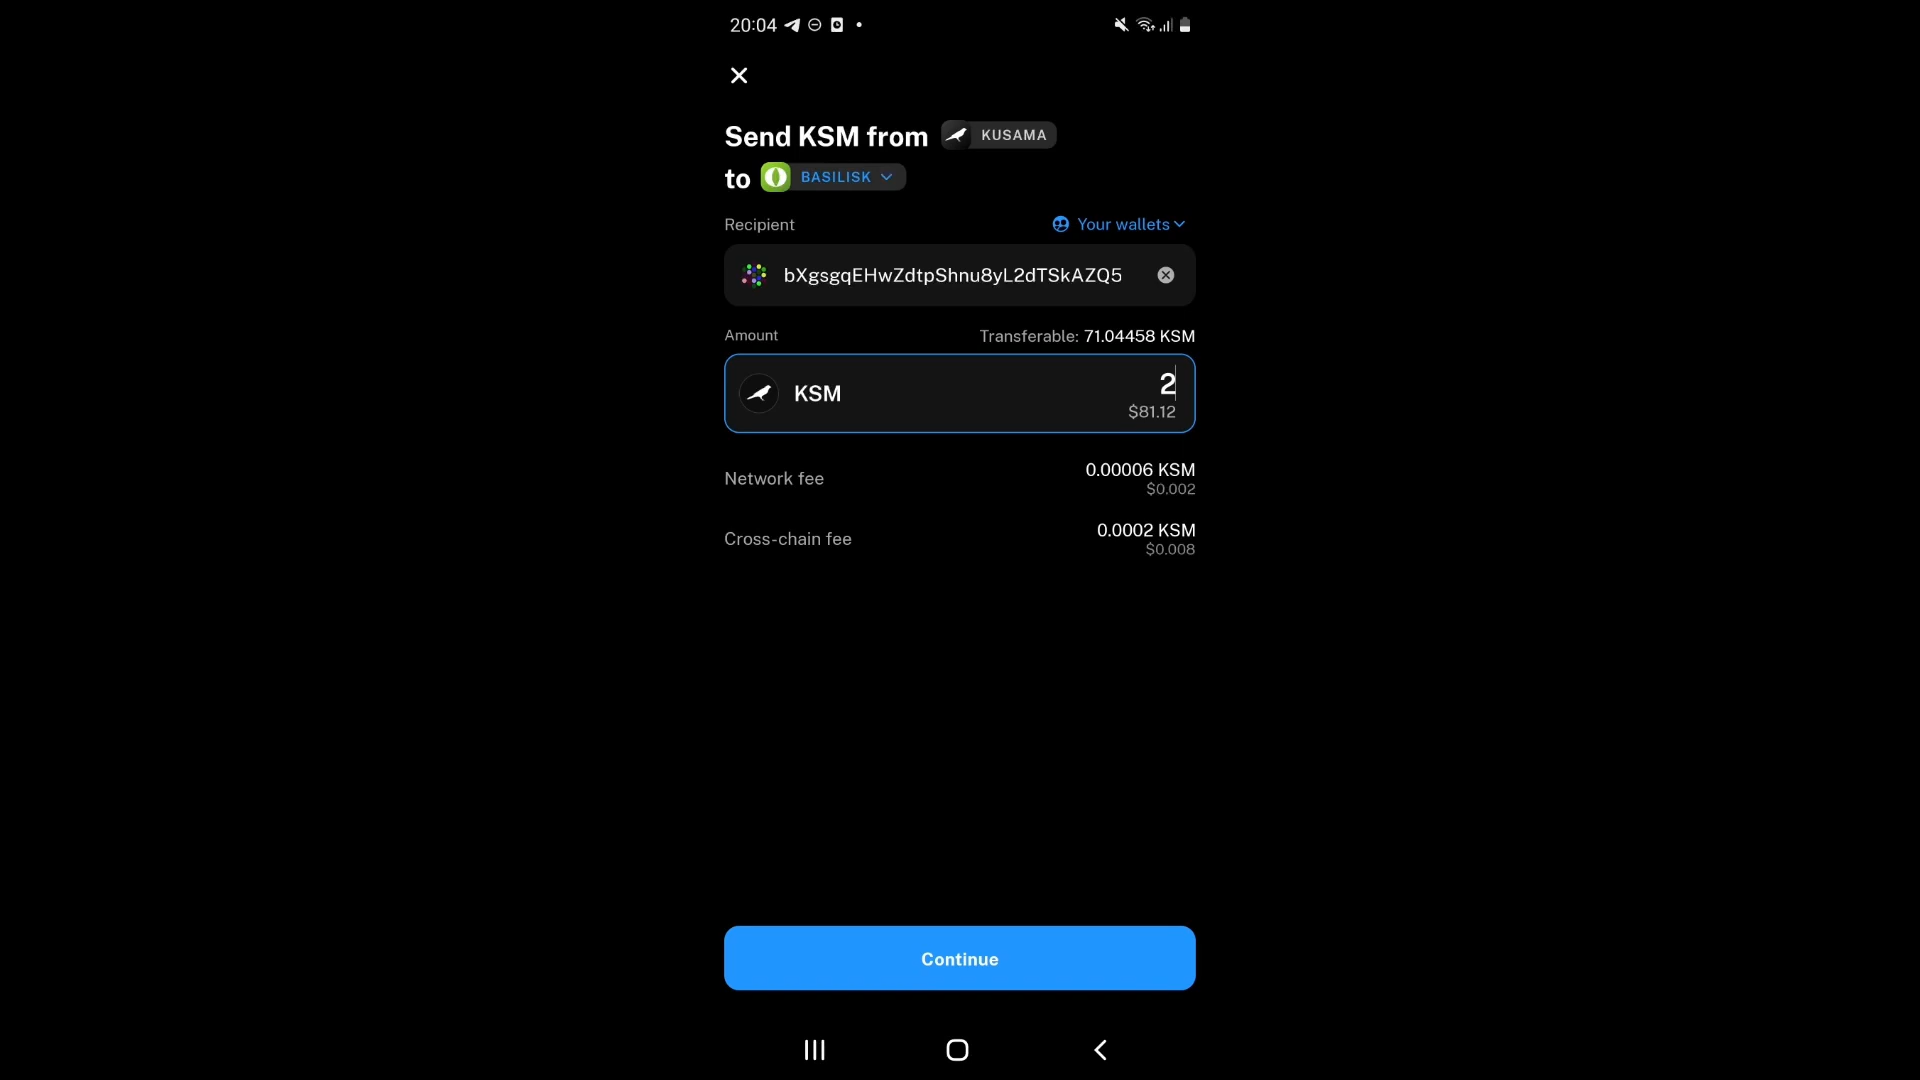 20:04
Send KSM from KUSAMA
to BASILISK
Recipient Your wallets
bXgsgqEHwZdtpShnu8yL2dTSkAZQ5
Amount Transferable: 71.04458 KSM
KSM 2
$81.12
Network fee 0.00006 KSM
$0.002
Cross-chain fee 0.0002 KSM
$0.008
Continue